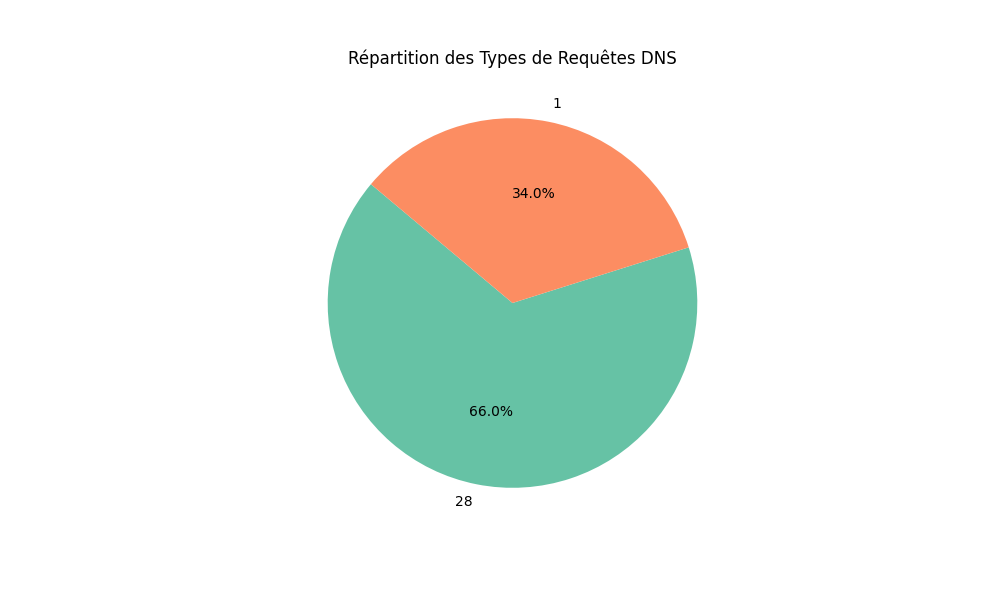 Répartition des Types de Requêtes DNS
1
34.0%
66.0%
28